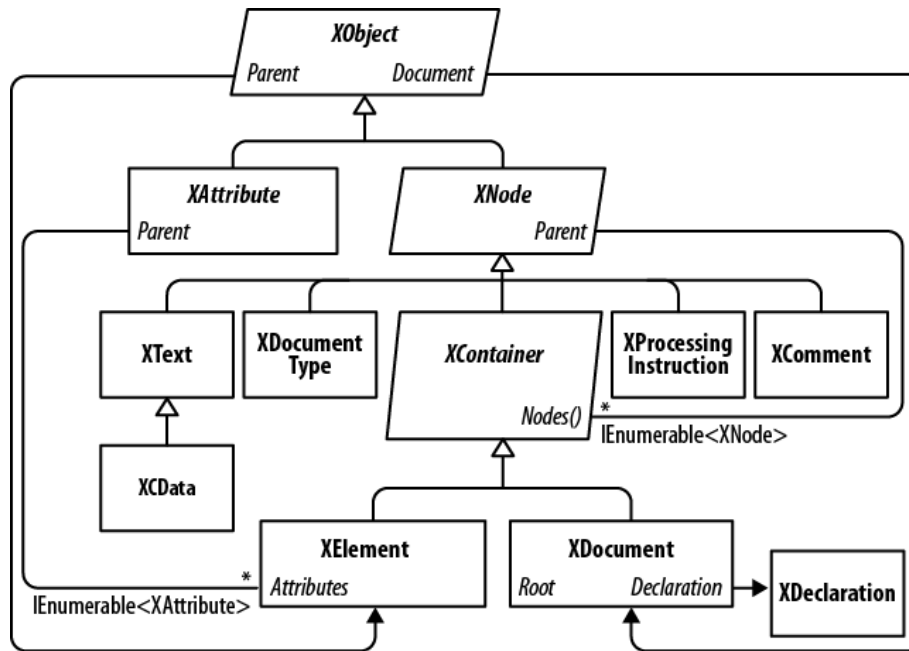 XObject
Parent Document
XAttribute
Parent
XNode
Parent
XText
XDocument
Type
XContainer
Nodes()
XProcessing
Instruction
XComment
*
IEnumerable<XNode>
XCData
XElement
Attributes
*
IEnumerable<XAttribute>
XDocument
Root Declaration
XDeclaration